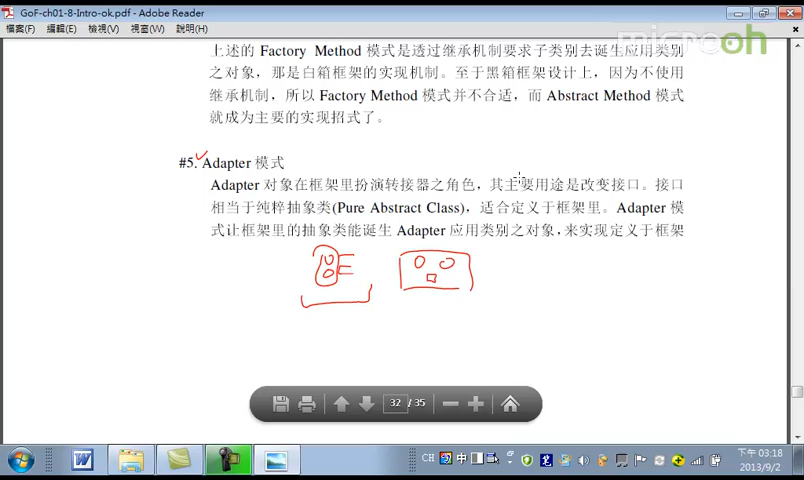 GoF-ch01-8-Intro-ok.pdf - Adobe Reader
檔案(F) 編輯(E) 檢視(V) 視窗(W) 說明(H)
microoh
上述的 Factory Method 模式是透过继承机制要求子类别去诞生应用类别
之对象，那是白箱框架的实现机制。至于黑箱框架设计上，因为不使用
继承机制，所以 Factory Method 模式并不合适，而 Abstract Method 模式
就成为主要的实现招式了。
#5. Adapter 模式
Adapter 对象在框架里扮演转接器之角色，其主要用途是改变接口。接口
相当于纯粹抽象类(Pure Abstract Class)，适合定义于框架里。Adapter 模
式让框架里的抽象类能诞生 Adapter 应用类别之对象，来实现定义于框架
32 / 35
CH 中
下午 03:18
2013/9/2